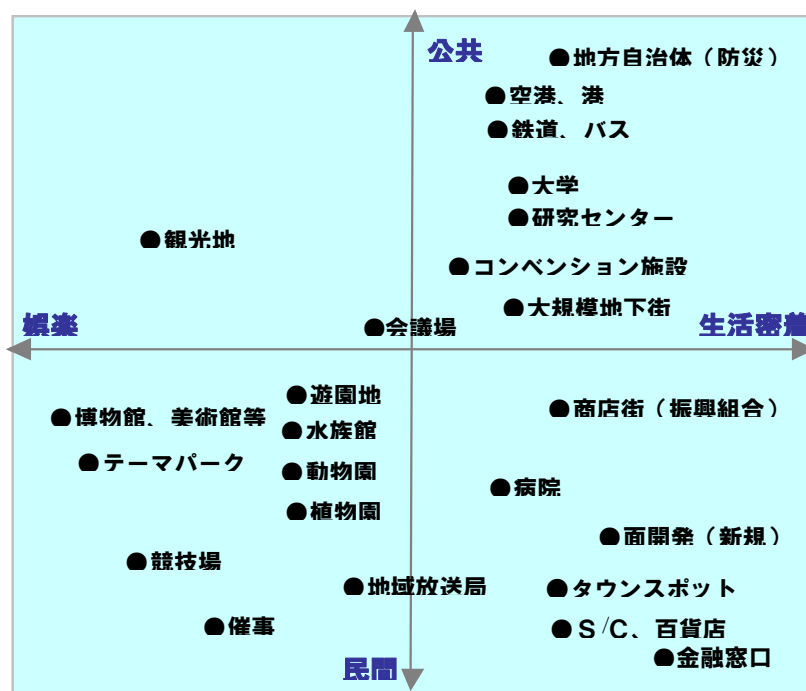 公共
●地方自治体（防災）
●空港、港
●鉄道、バス
●大学
●研究センター
●観光地
●コンベンション施設
●大規模地下街
●会議場
娯楽
生活密着
●遊園地
●博物館、美術館等
●商店街（振興組合）
●水族館
●テーマパーク
●動物園
●病院
●植物園
●面開発（新規）
●競技場
●地域放送局
●タウンスポット
●催事
●S/C、百貨店
●金融窓口
民間